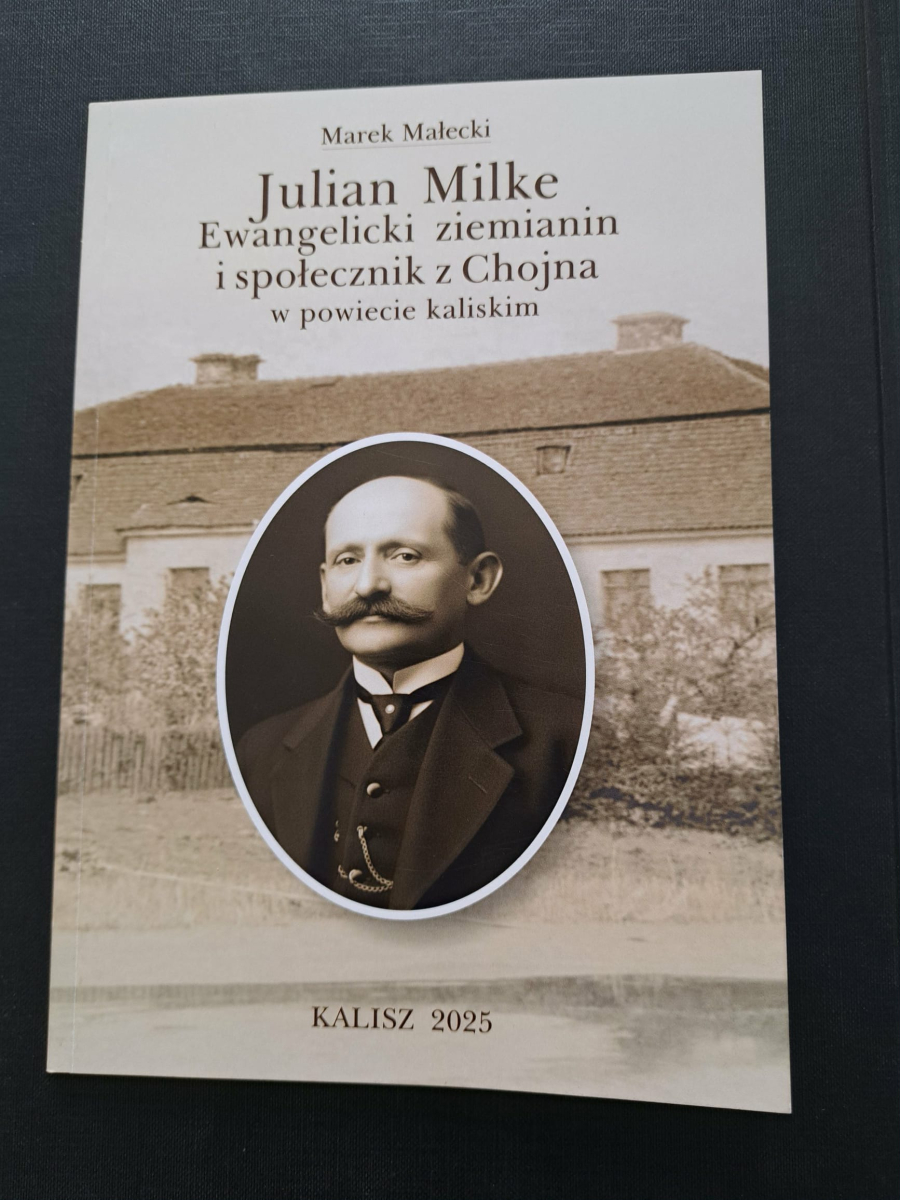 Marek Małecki
Julian Milke
Ewangelicki ziemianin
i społecznik z Chojna
w powiecie kaliskim
KALISZ 2025